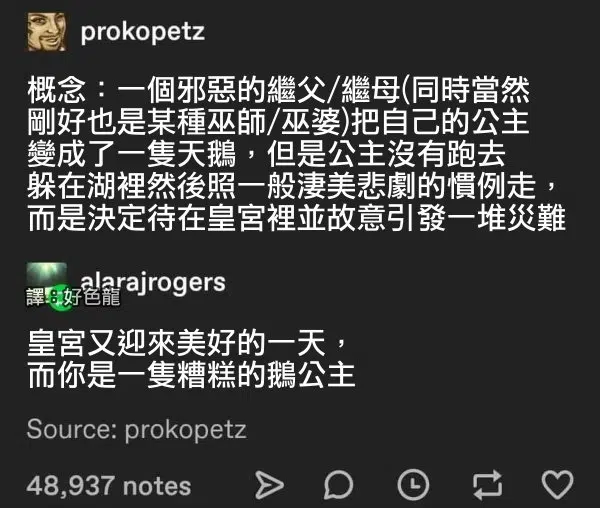 prokopetz
概念：一個邪惡的繼父/繼母(同時當然
剛好也是某種巫師/巫婆)把自己的公主
變成了一隻天鵝，但是公主沒有跑去
躲在湖裡然後照一般淒美悲劇的慣例走，
而是決定待在皇宮裡並故意引發一堆災難
alarajrogers
譯：好色龍
皇宮又迎來美好的一天，
而你是一隻糟糕的鵝公主
Source: prokopetz
48,937 notes